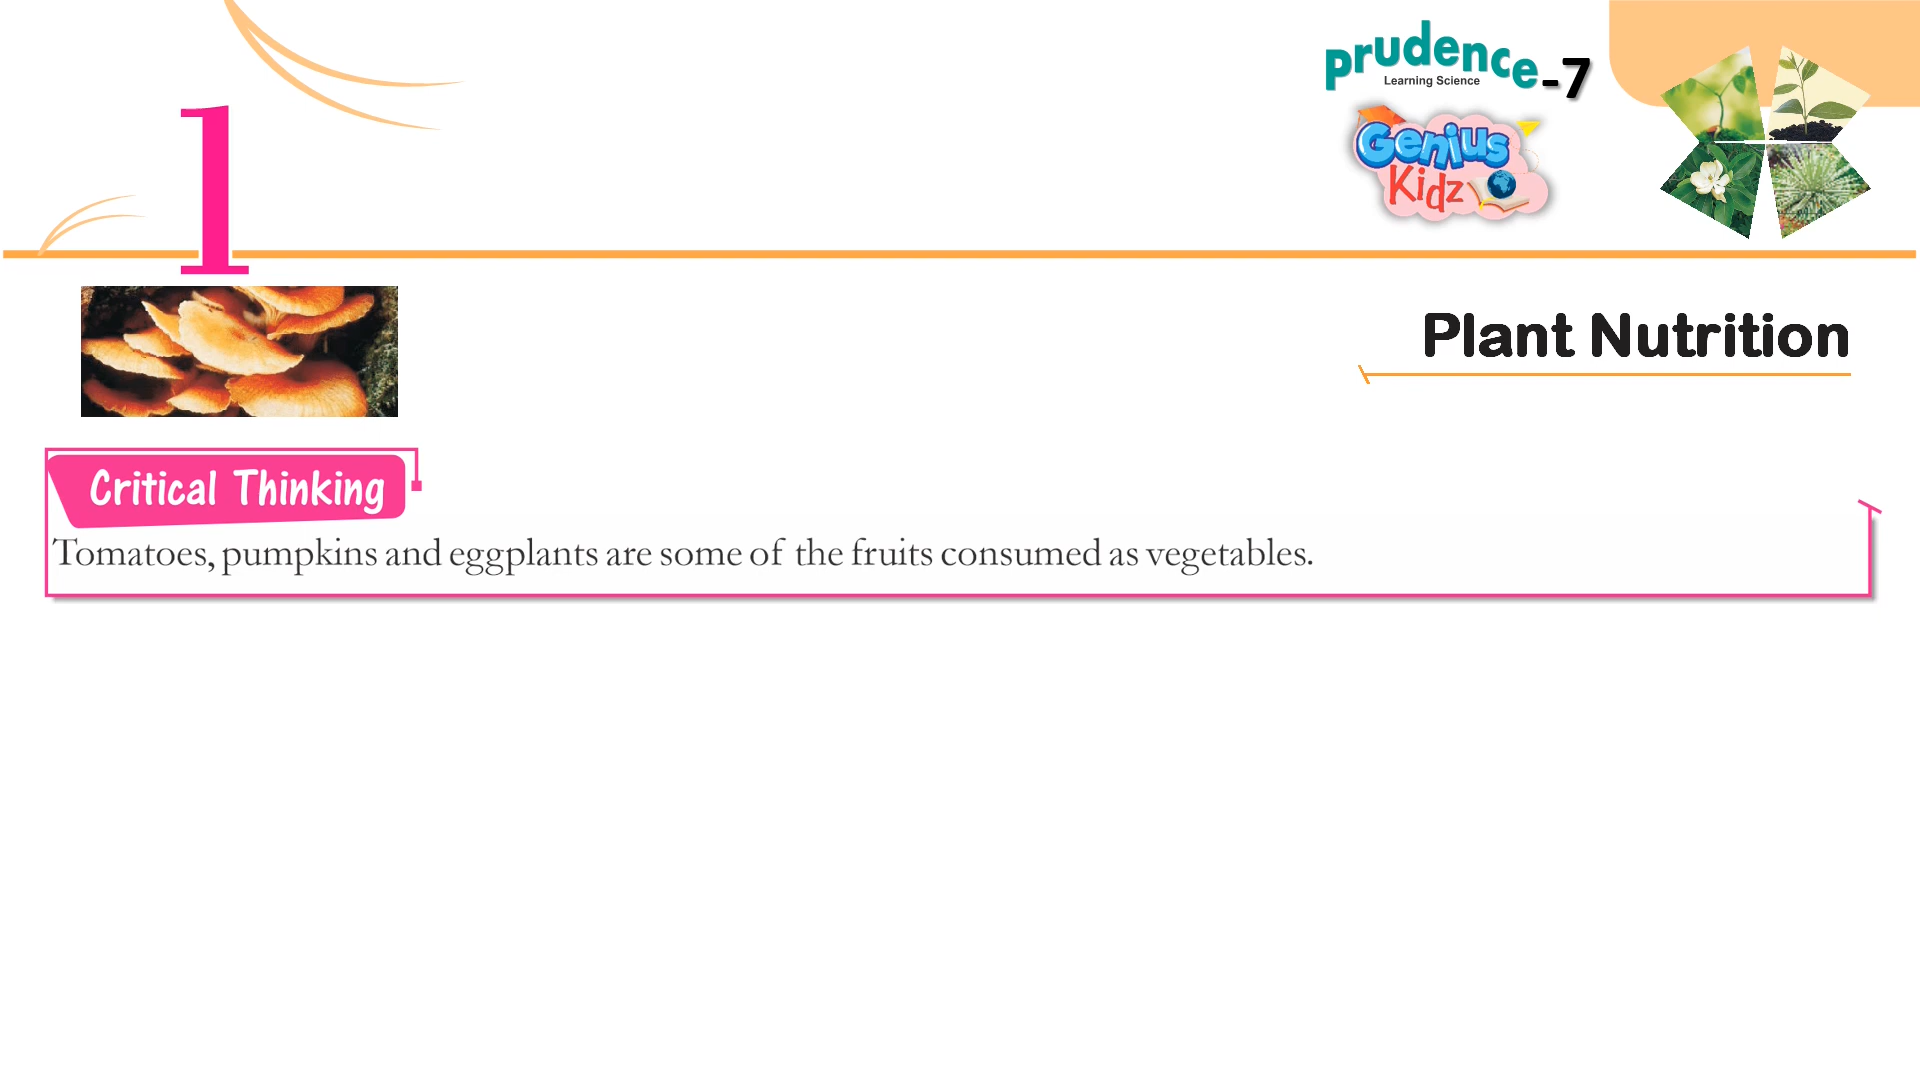 prudence-7
Learning Science
Genius
Kidz
1
Plant Nutrition
Critical Thinking
Tomatoes, pumpkins and eggplants are some of the fruits consumed as vegetables.